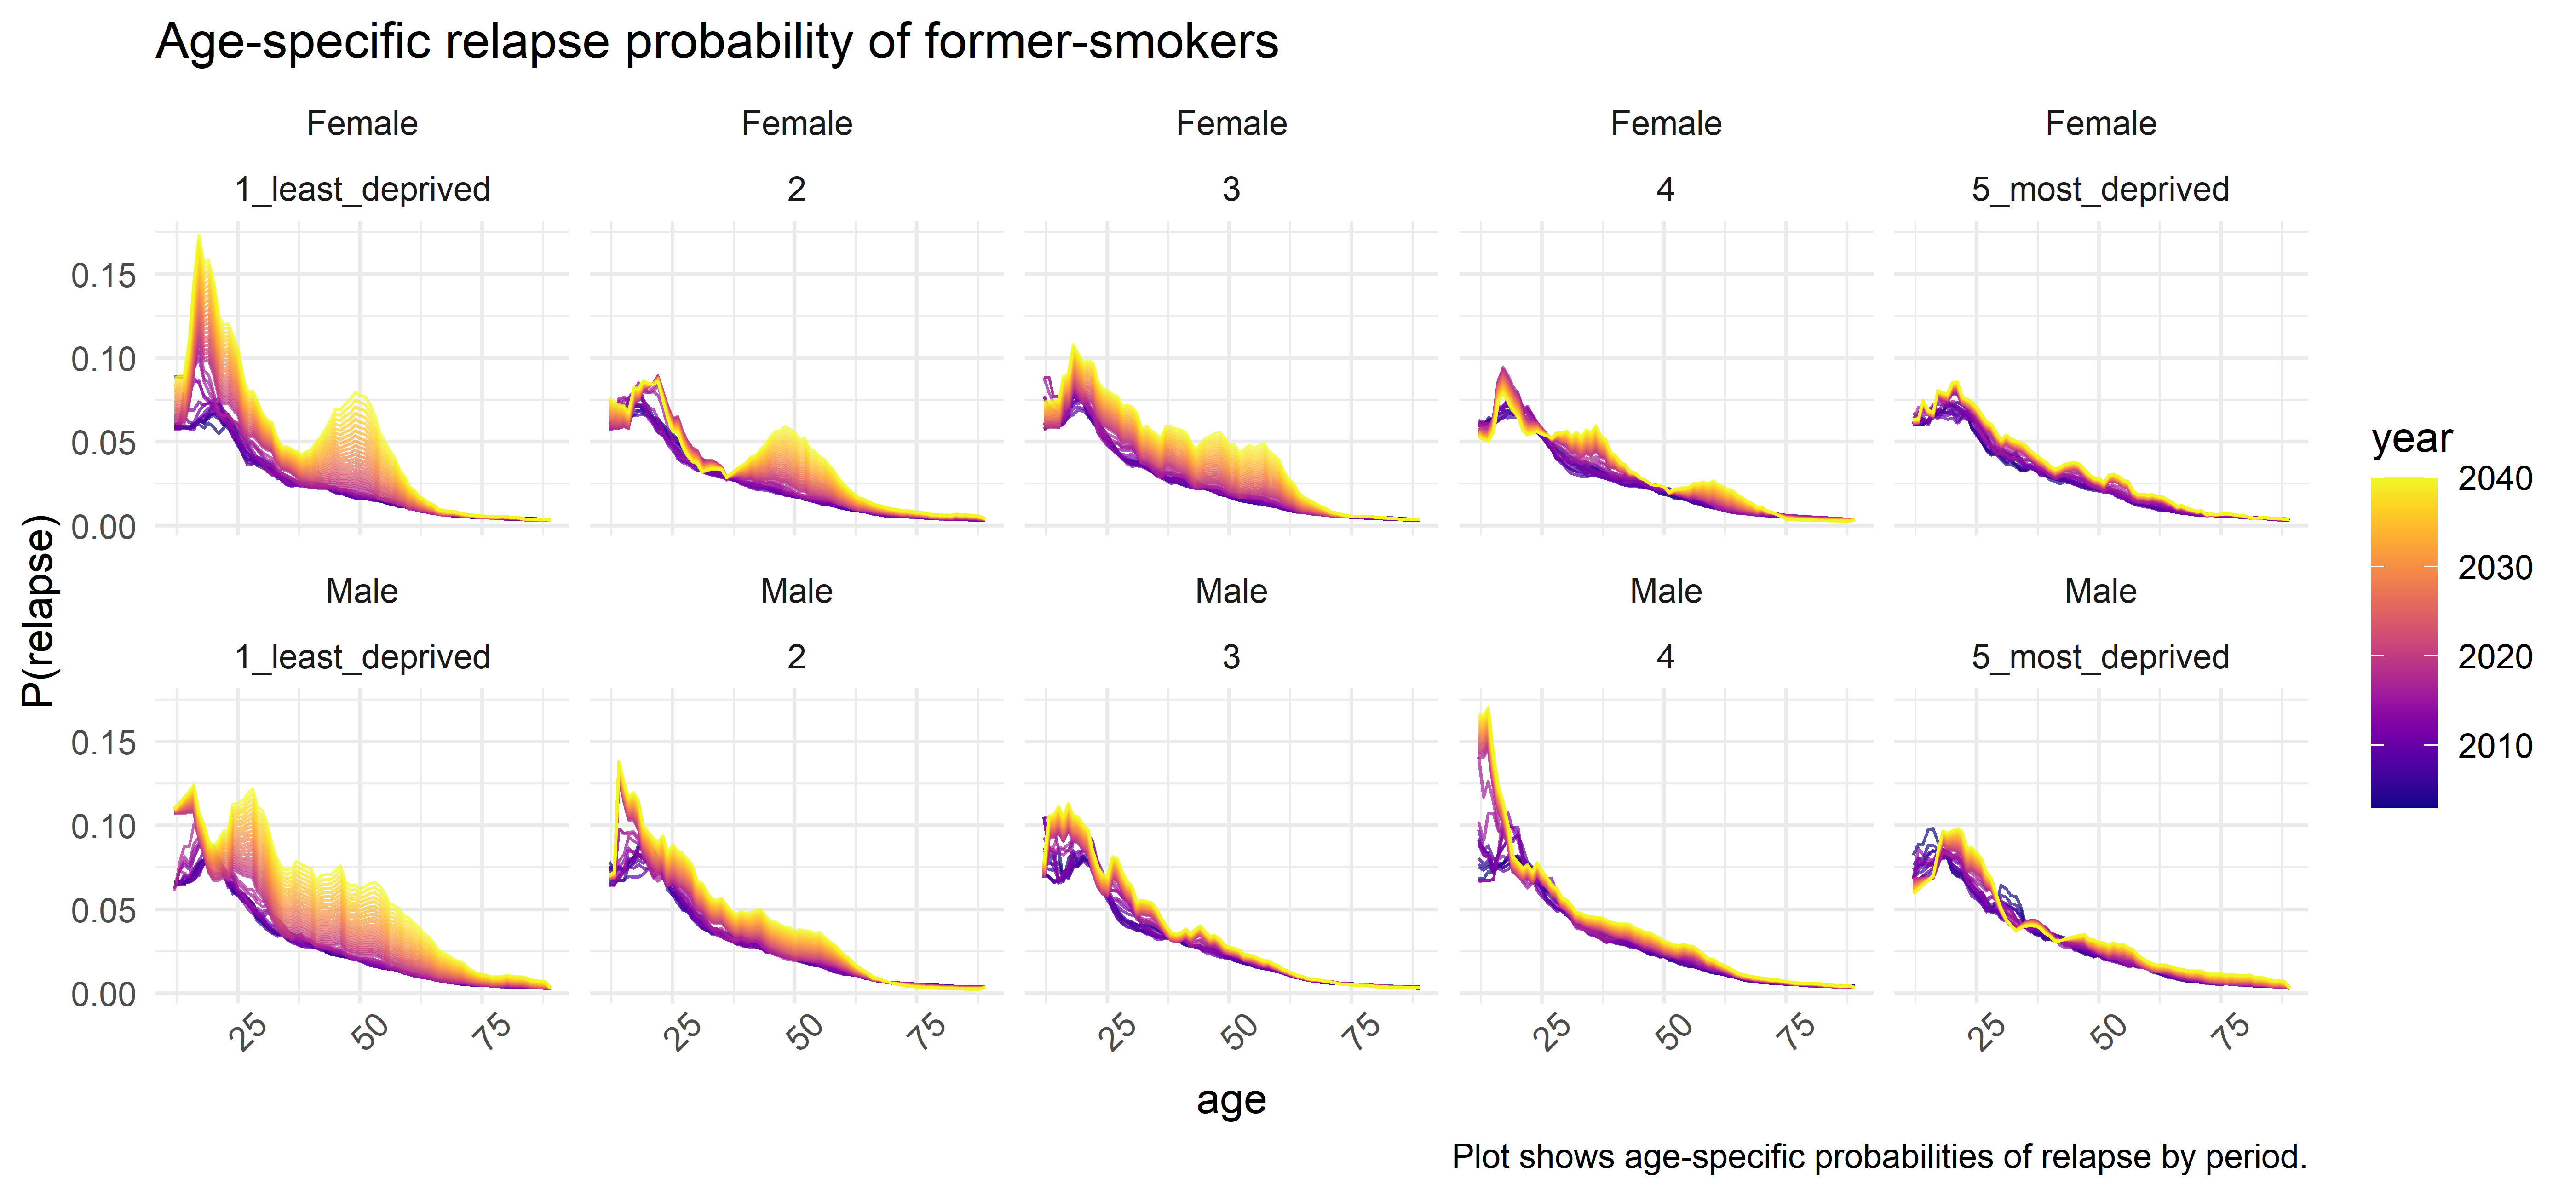 Age-specific relapse probability of former-smokers
Female Female Female Female Female
1_least_deprived 2 3 4 5_most_deprived
0.15
0.10
0.05
0.00
P(relapse)
Male Male Male Male Male
1_least_deprived 2 3 4 5_most_deprived
0.15
0.10
0.05
0.00
25 50 75 25 50 75 25 50 75 25 50 75 25 50 75
age
year
2040
2030
2020
2010
Plot shows age-specific probabilities of relapse by period.